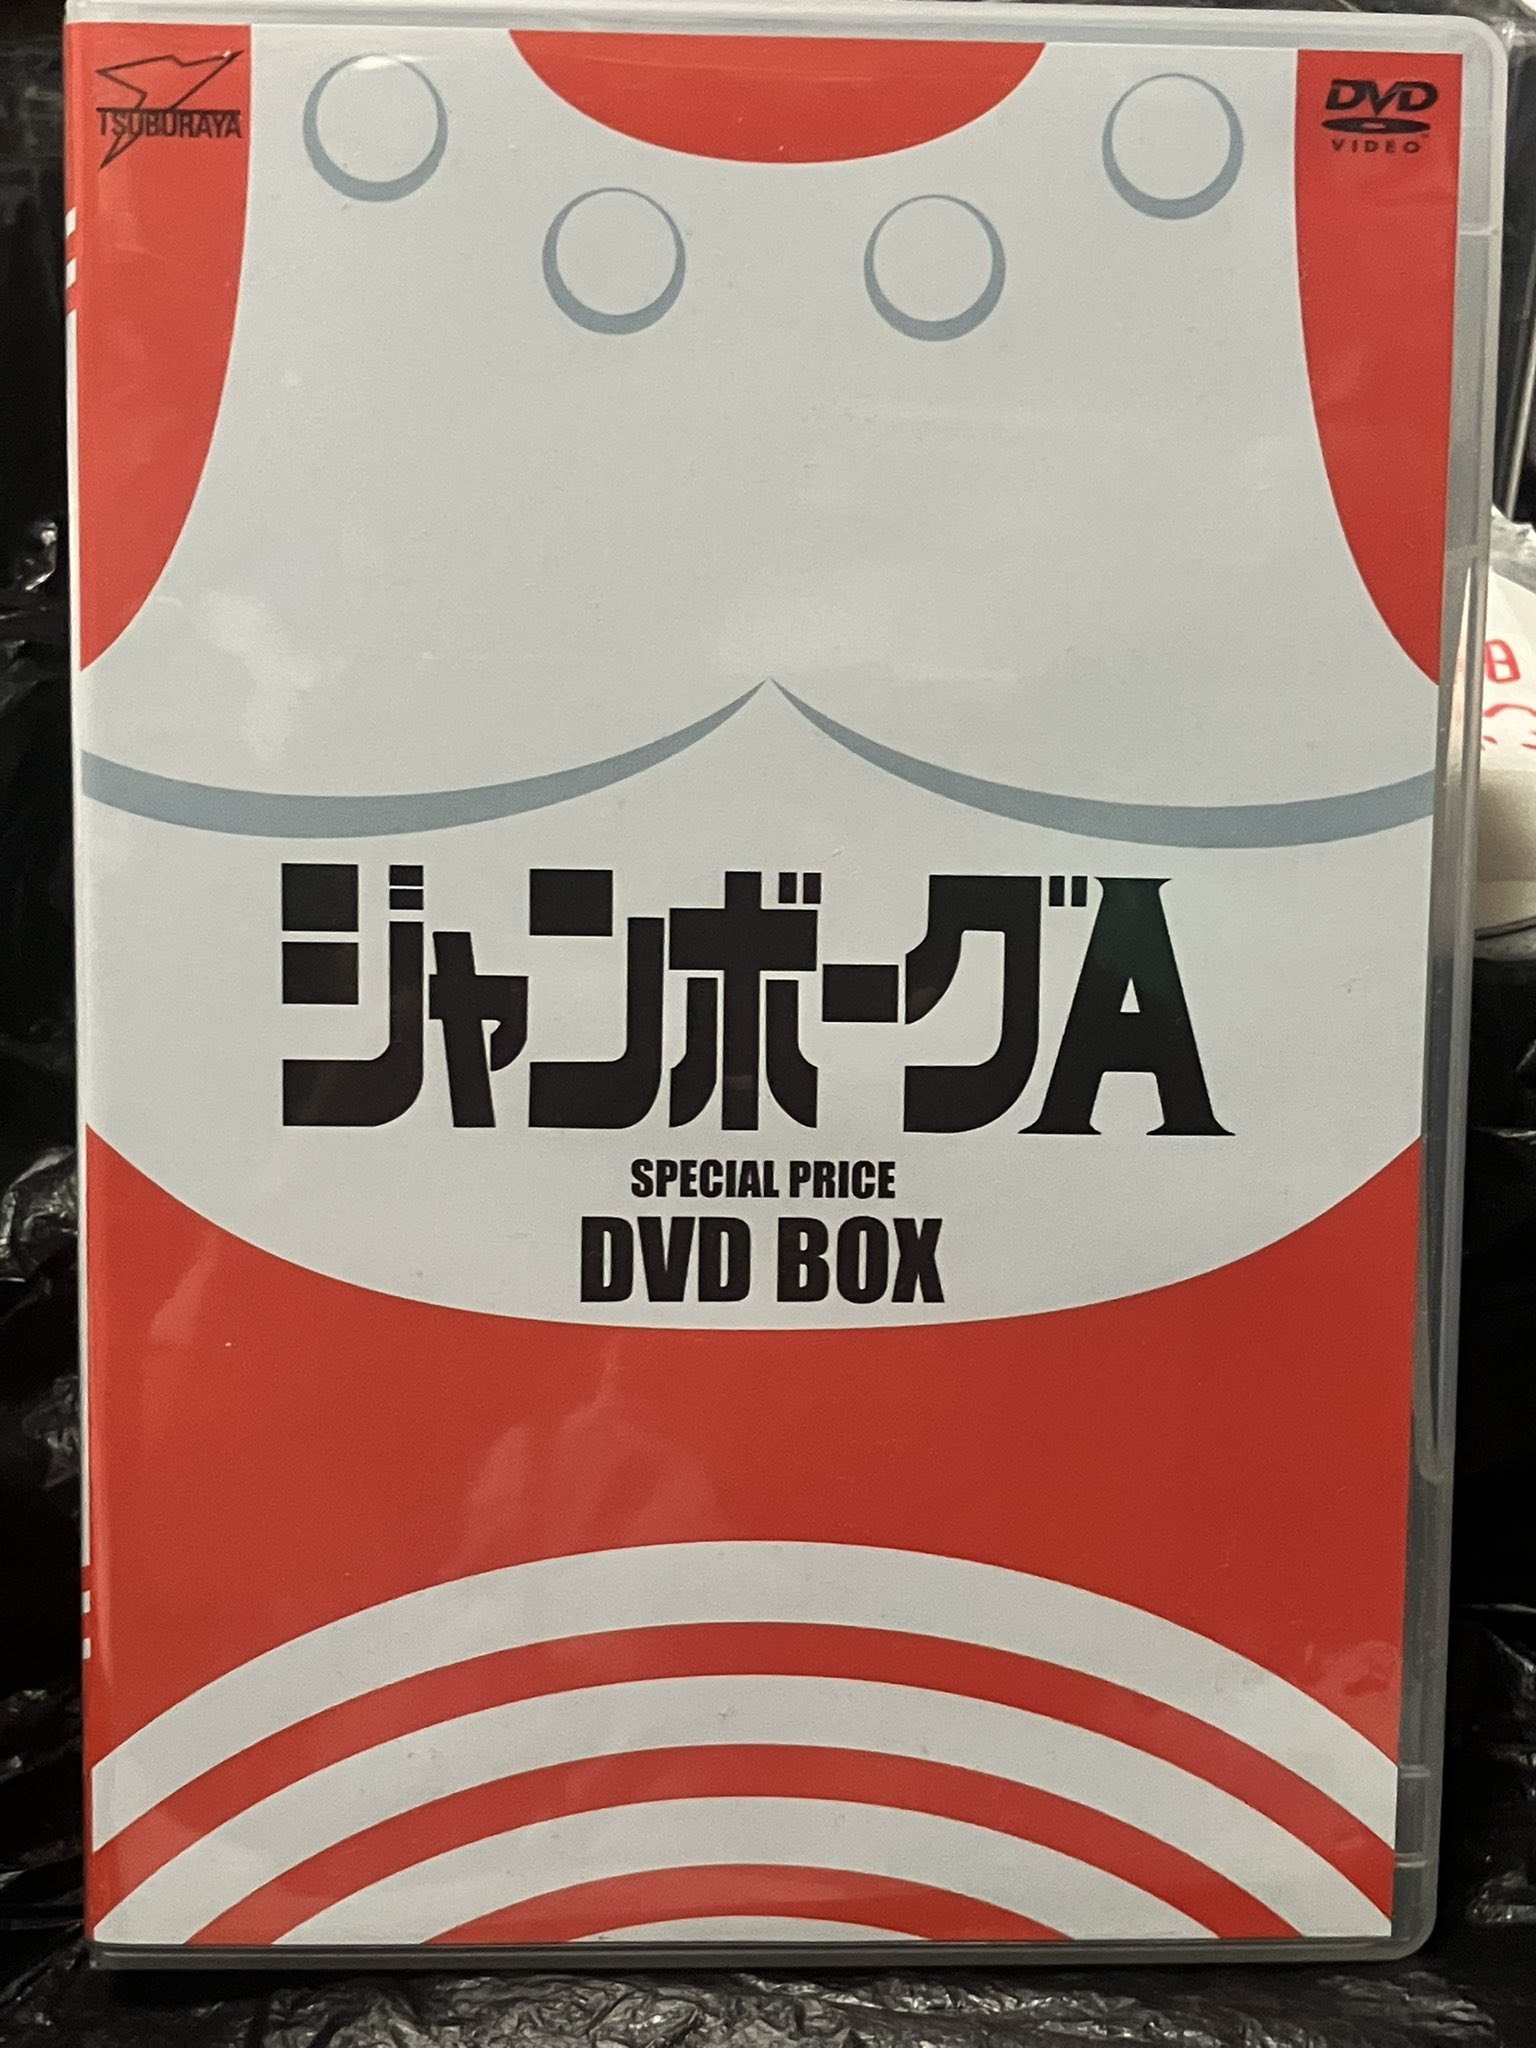 TSUBURAYA
DVD
VIDEO
ジャンボーグA
SPECIAL PRICE
DVD BOX